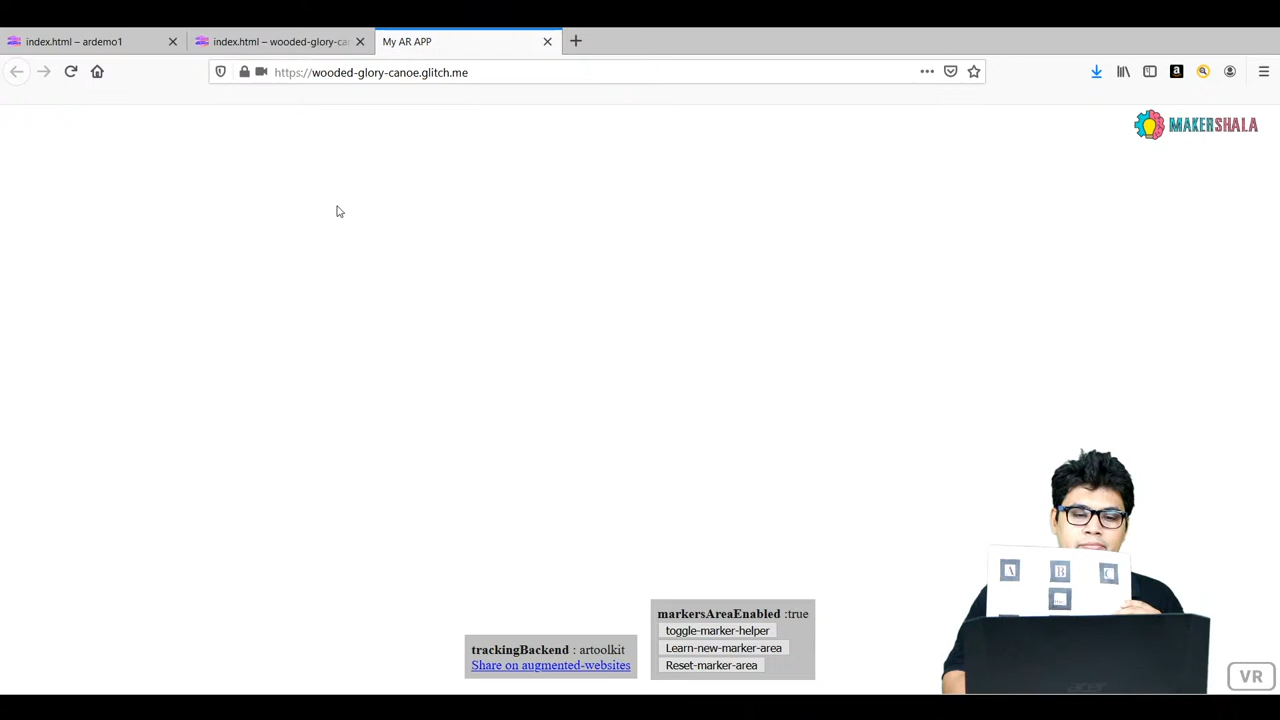 index.html – ardemo1
index.html – wooded-glory-ca
My AR APP
https://wooded-glory-canoe.glitch.me
MAKERSHALA
markersAreaEnabled :true
toggle-marker-helper
Learn-new-marker-area
Reset-marker-area
trackingBackend : artoolkit
Share on augmented-websites
A B C
acer
VR